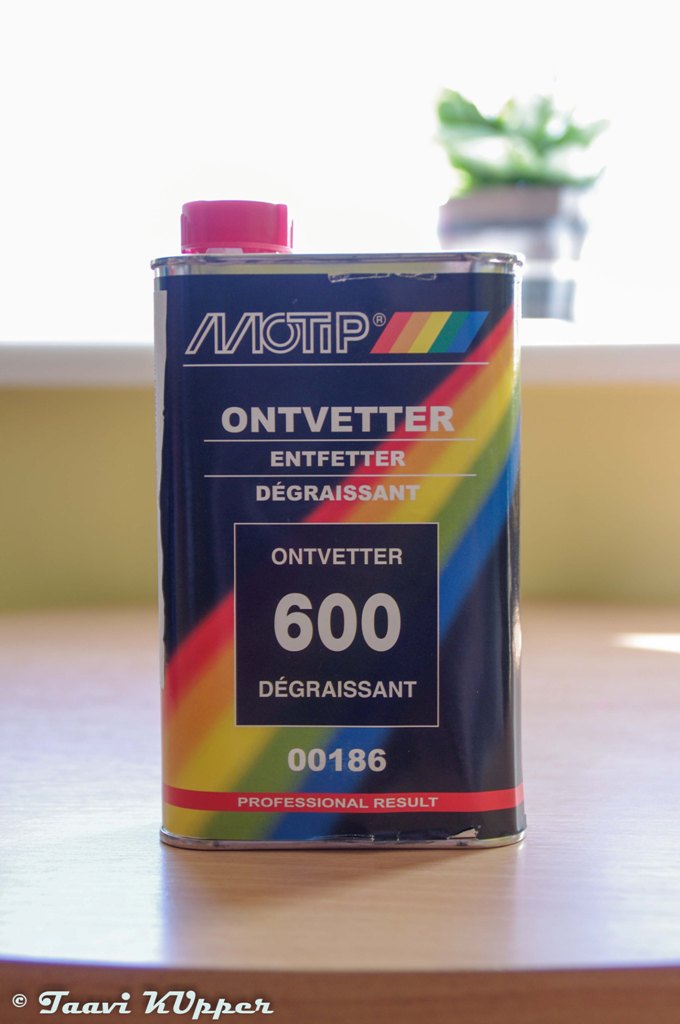 MOTIP®
ONTVETTER
ENTFETTER
DÉGRAISSANT
ONTVETTER
600
DÉGRAISSANT
00186
PROFESSIONAL RESULT
© Taavi KUpper